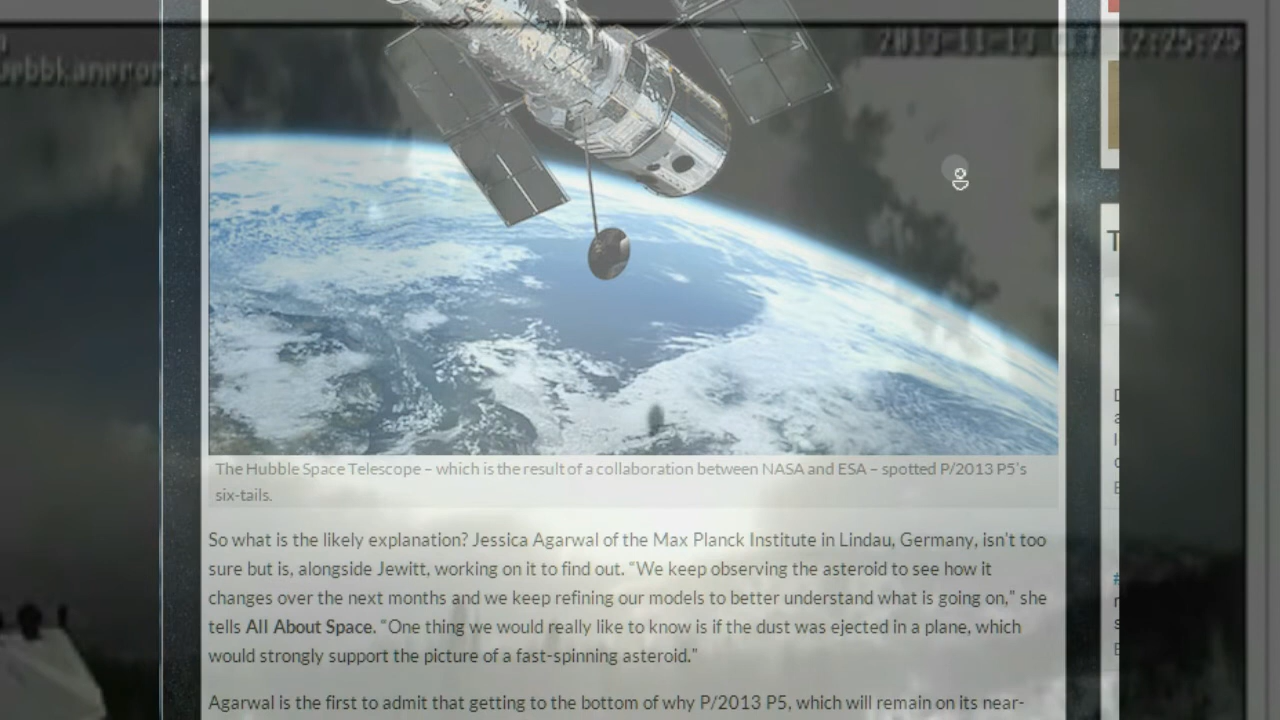 2013-11-13
12:25:25
The Hubble Space Telescope – which is the result of a collaboration between NASA and ESA – spotted P/2013 P5's
six-tails.
So what is the likely explanation? Jessica Agarwal of the Max Planck Institute in Lindau, Germany, isn't too
sure but is, alongside Jewitt, working on it to find out. “We keep observing the asteroid to see how it
changes over the next months and we keep refining our models to better understand what is going on,” she
tells All About Space. “One thing we would really like to know is if the dust was ejected in a plane, which
would strongly support the picture of a fast-spinning asteroid.”
Agarwal is the first to admit that getting to the bottom of why P/2013 P5, which will remain on its near-